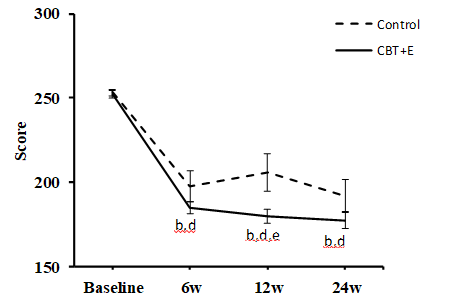 300
Control
CBT+E
250
Score
200
b.d
b.d.e
b.d
150
Baseline 6w 12w 24w